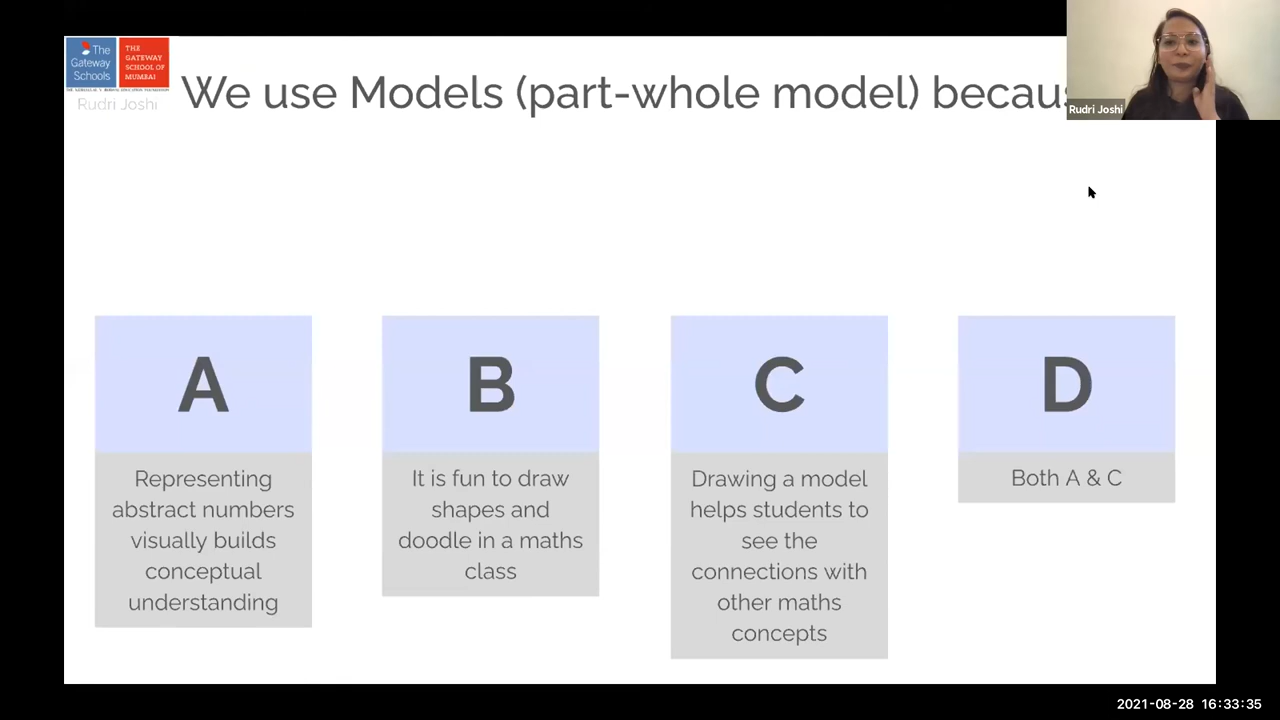 The
Gateway
Schools
THE
GATEWAY
SCHOOL OF
MUMBAI
Rudri Joshi
We use Models (part-whole model)
Rudri Joshi
A
Representing
abstract numbers
visually builds
conceptual
understanding
B
It is fun to draw
shapes and
doodle in a maths
class
C
Drawing a model
helps students to
see the
connections with
other maths
concepts
D
Both A & C
2021-08-28 16:33:35